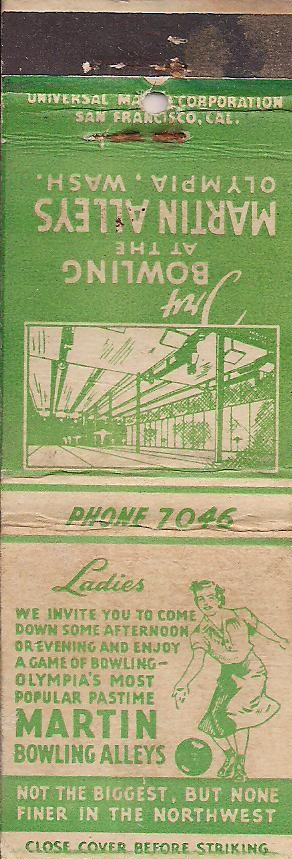 UNIVERSAL MATCH CORPORATION
SAN FRANCISCO, CAL.
Try
BOWLING
AT THE
MARTIN ALLEYS
OLYMPIA, WASH.
PHONE 7046
Ladies
WE INVITE YOU TO COME
DOWN SOME AFTERNOON
OR EVENING AND ENJOY
A GAME OF BOWLING-
OLYMPIA'S MOST
POPULAR PASTIME
MARTIN
BOWLING ALLEYS
NOT THE BIGGEST, BUT NONE
FINER IN THE NORTHWEST
CLOSE COVER BEFORE STRIKING